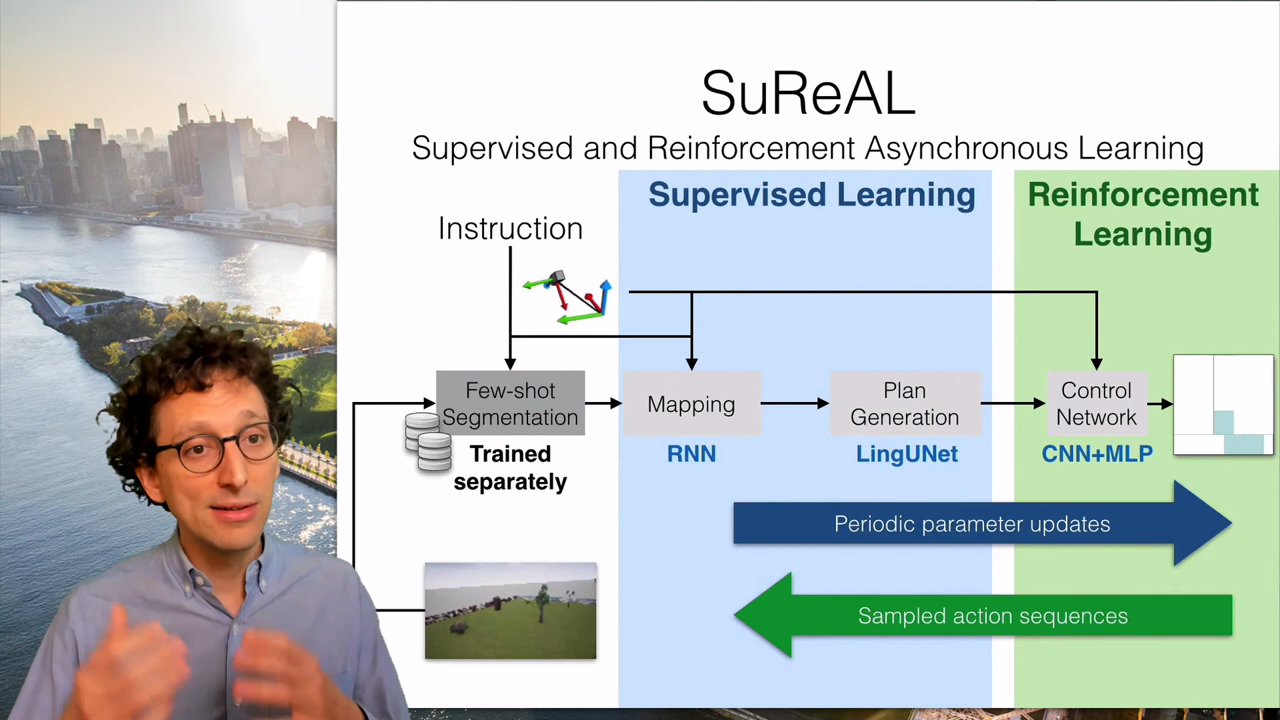 SuReAL
Supervised and Reinforcement Asynchronous Learning
Supervised Learning
Reinforcement
Learning
Instruction
Few-shot
Segmentation
Mapping
Plan
Generation
Control
Network
Trained
separately
RNN
LingUNet
CNN+MLP
Periodic parameter updates
Sampled action sequences